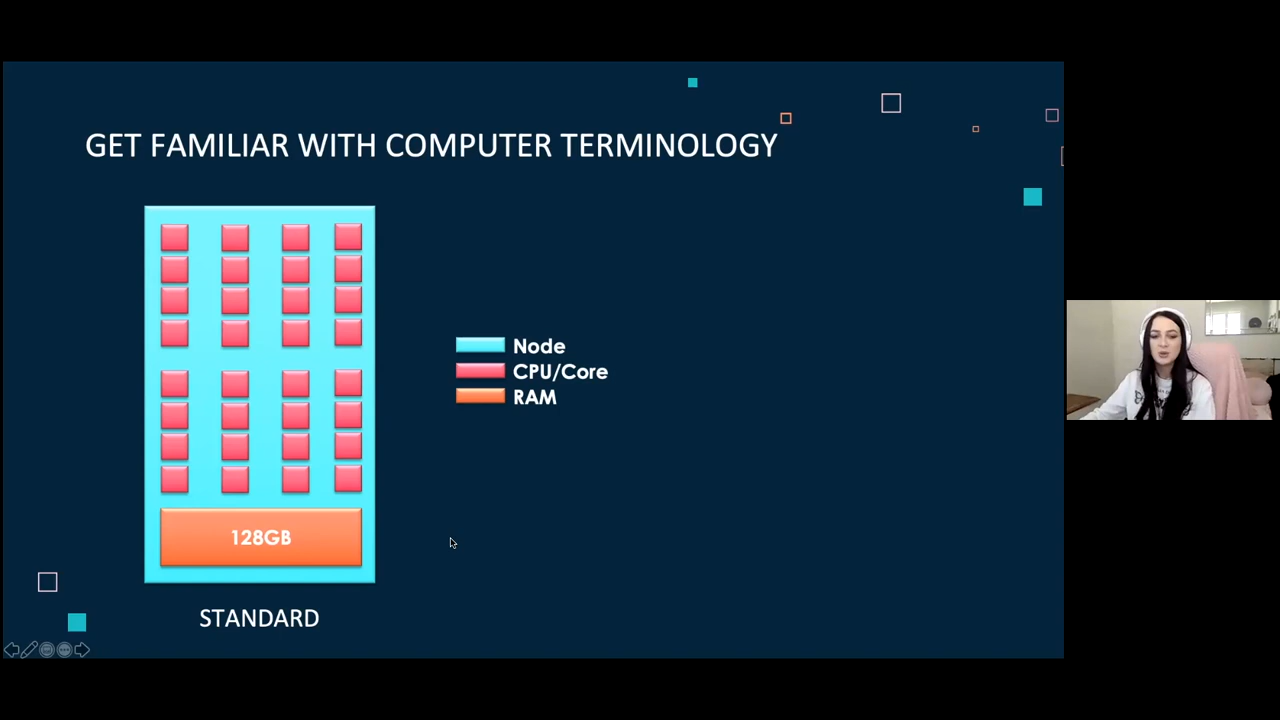 GET FAMILIAR WITH COMPUTER TERMINOLOGY
Node
CPU/Core
RAM
128GB
STANDARD